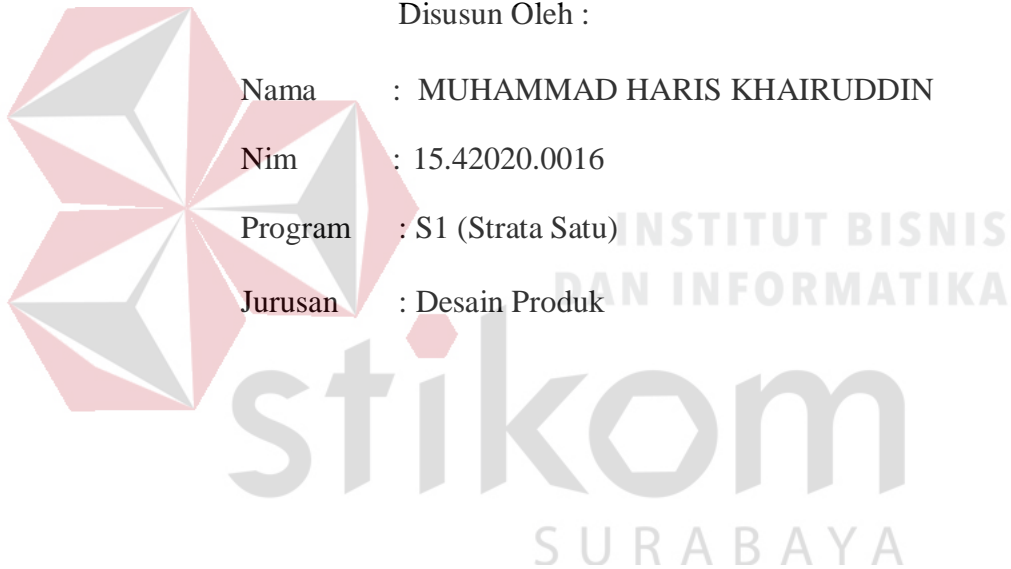 Disusun Oleh :
Nama : MUHAMMAD HARIS KHAIRUDDIN
Nim : 15.42020.0016
Program : S1 (Strata Satu)
Jurusan : Desain Produk
INSTITUT BISNIS
DAN INFORMATIKA
stikom
SURABAYA